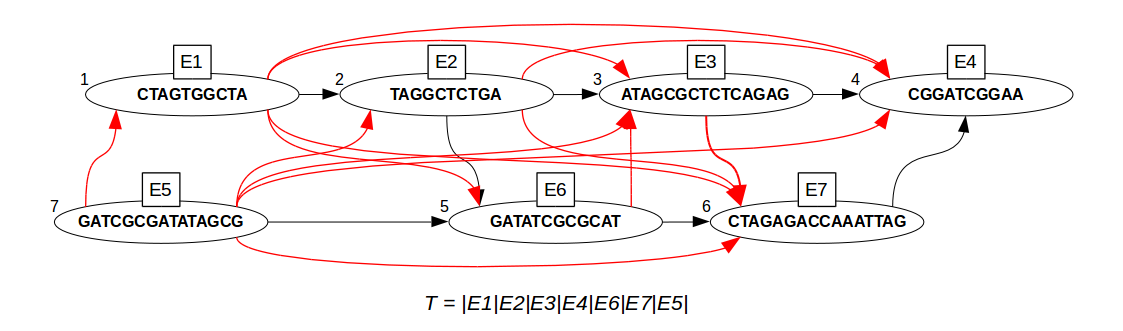 E1 E2 E3 E4
1 2 3 4
CTAGTGGCTA TAGGCTCTGA ATAGCGCTCTCAGAG CGGATCGGAA
E5 E6 E7
7 5 6
GATCGCGATATAGCG GATATCGCGCAT CTAGAGACCAAATTAG
T = |E1|E2|E3|E4|E6|E7|E5|